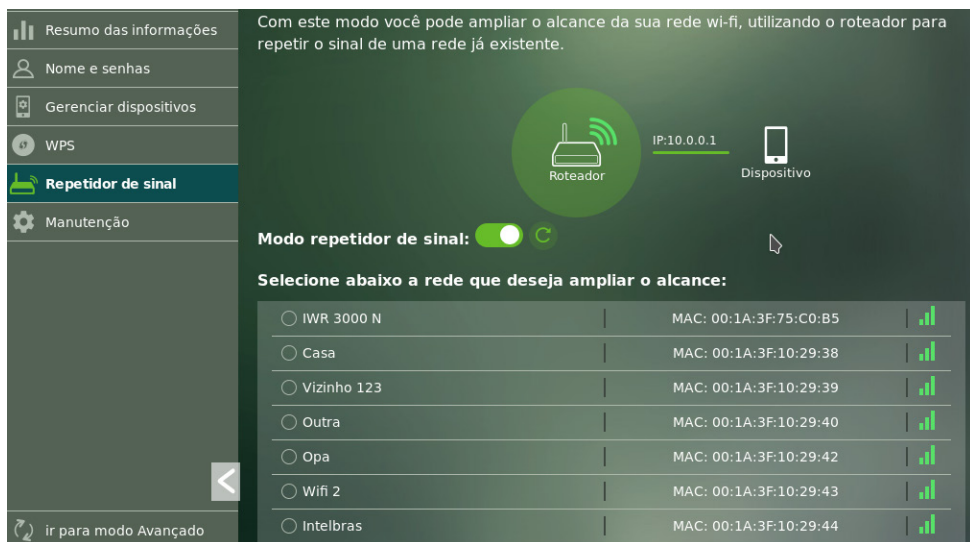 Resumo das informações
Nome e senhas
Gerenciar dispositivos
WPS
Repetidor de sinal
Manutenção
ir para modo Avançado
Com este modo você pode ampliar o alcance da sua rede wi-fi, utilizando o roteador para
repetir o sinal de uma rede já existente.
Roteador
IP:10.0.0.1
Dispositivo
Modo repetidor de sinal:
Selecione abaixo a rede que deseja ampliar o alcance:
IWR 3000 N MAC: 00:1A:3F:75:C0:B5
Casa MAC: 00:1A:3F:10:29:38
Vizinho 123 MAC: 00:1A:3F:10:29:39
Outra MAC: 00:1A:3F:10:29:40
Opa MAC: 00:1A:3F:10:29:42
Wifi 2 MAC: 00:1A:3F:10:29:43
Intelbras MAC: 00:1A:3F:10:29:44